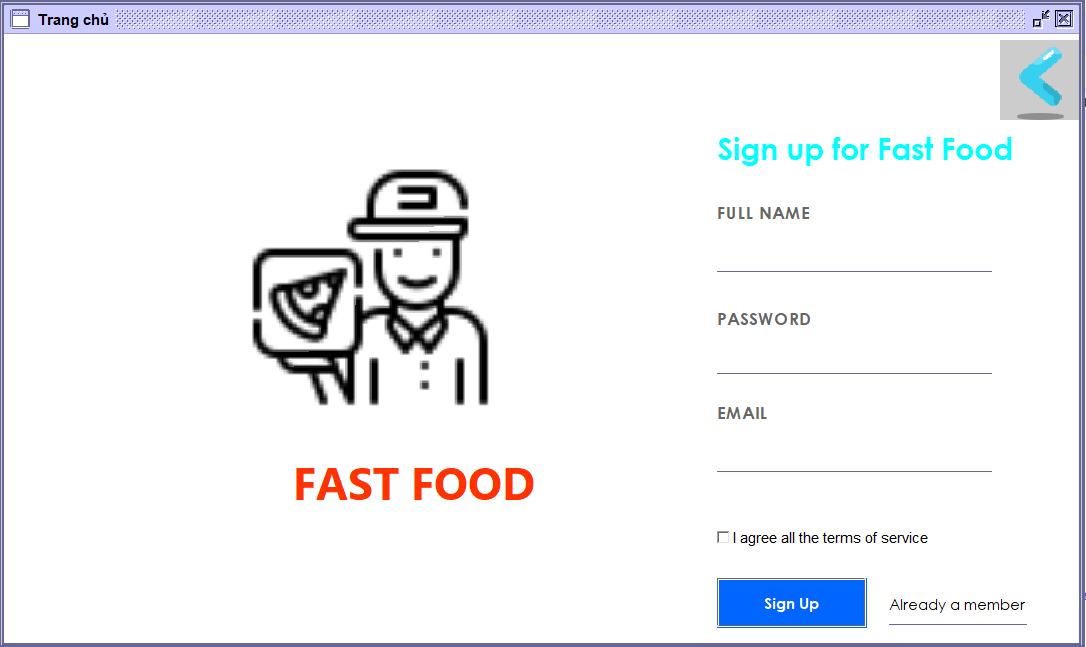 Trang chủ
Sign up for Fast Food
FULL NAME
PASSWORD
EMAIL
FAST FOOD
I agree all the terms of service
Sign Up
Already a member